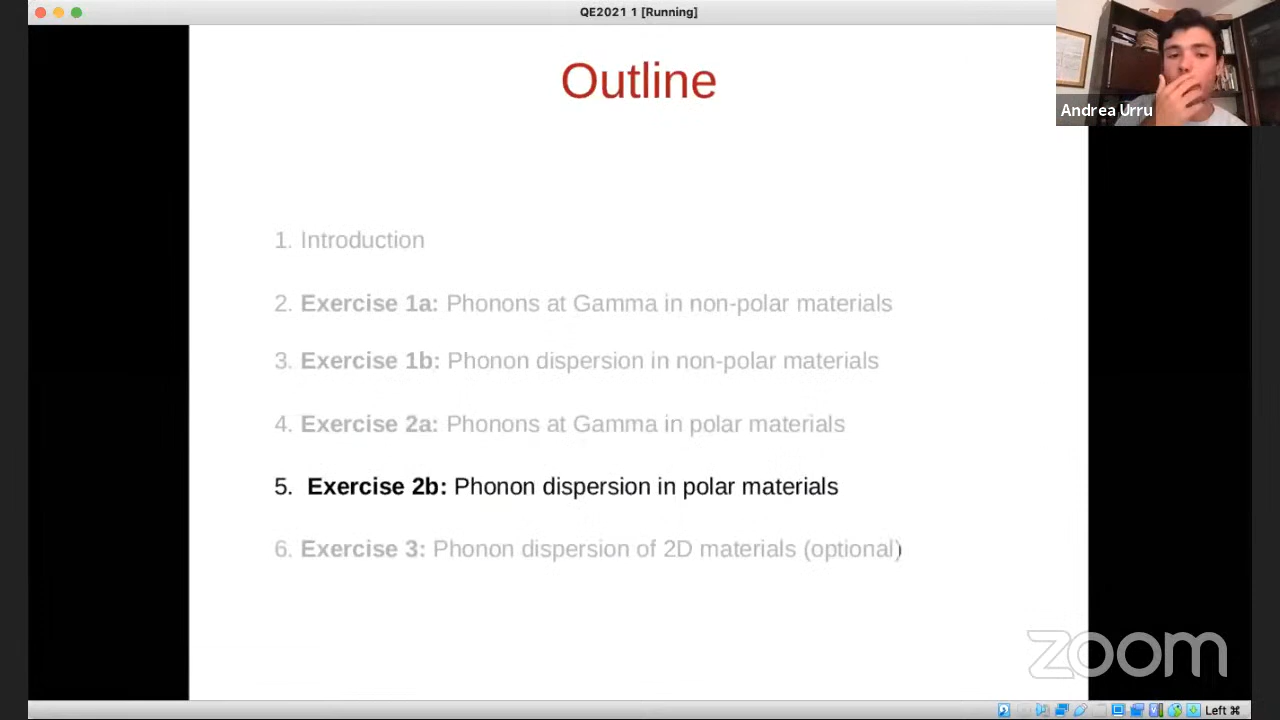 QE2021 1 [Running]
Outline
Andrea Urru
1. Introduction
2. Exercise 1a: Phonons at Gamma in non-polar materials
3. Exercise 1b: Phonon dispersion in non-polar materials
4. Exercise 2a: Phonons at Gamma in polar materials
5. Exercise 2b: Phonon dispersion in polar materials
6. Exercise 3: Phonon dispersion of 2D materials (optional)
zoom
Left ⌘